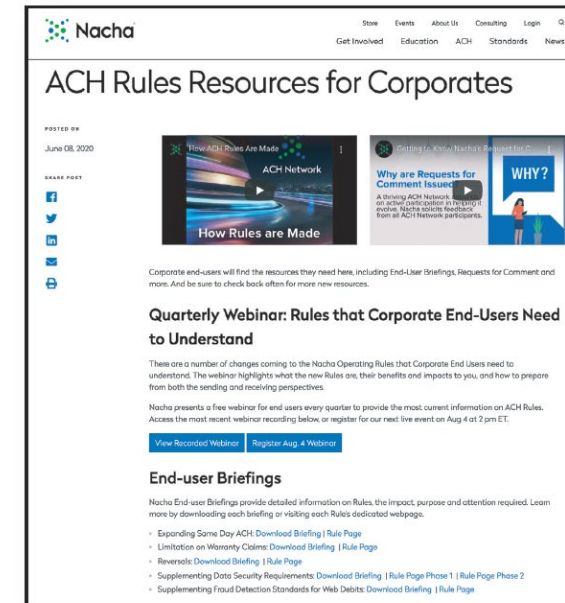 Nacha
Store Events About Us Consulting Login
Get Involved Education ACH Standards News
ACH Rules Resources for Corporates
POSTED ON
June 08, 2020
SHARE POST
How ACH Rules Are Made
ACH Network
How Rules are Made
Getting to Know Nacha's Request for C...
Why are Requests for
Comment Issued
A thriving ACH Network
on active participation in helping it
evolve. Nacha solicits feedback
from all ACH Network participants.
WHY?
Corporate end-users will find the resources they need here, including End-User Briefings, Requests for Comment and
more. And be sure to check back often for more new resources.
Quarterly Webinar: Rules that Corporate End-Users Need
to Understand
There are a number of changes coming to the Nacha Operating Rules that Corporate End Users need to
understand. The webinar highlights what the new Rules are, their benefits and impacts to you, and how to prepare
from both the sending and receiving perspectives.
Nacha presents a free webinar for end users every quarter to provide the most current information on ACH Rules.
Access the most recent webinar recording below, or register for our next live event on Aug 4 at 2 pm ET.
View Recorded Webinar Register Aug. 4 Webinar
End-user Briefings
Nacha End-user Briefings provide detailed information on Rules, the impact, purpose and attention required. Learn
more by downloading each briefing or visiting each Rule's dedicated webpage.
Expanding Same Day ACH: Download Briefing | Rule Page
Limitation on Warranty Claims: Download Briefing | Rule Page
Reversals: Download Briefing | Rule Page
Supplementing Data Security Requirements: Download Briefing | Rule Page Phase 1 | Rule Page Phase 2
Supplementing Fraud Detection Standards for Web Debits: Download Briefing | Rule Page